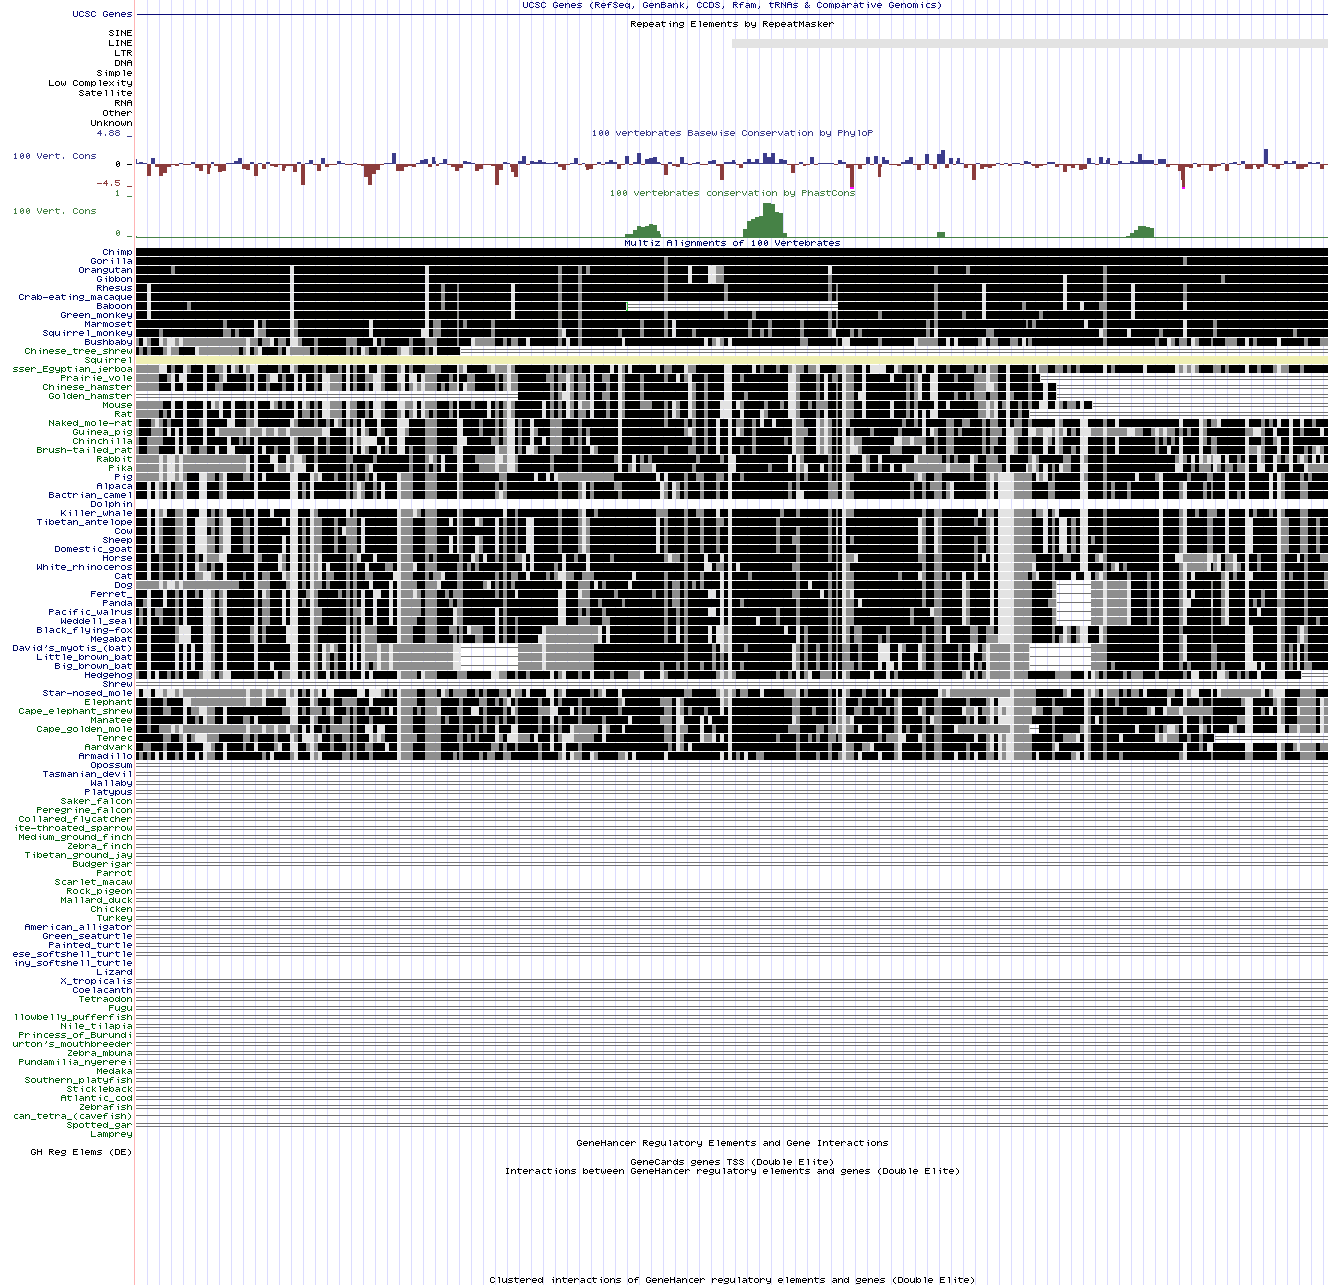 UCSC Genes (RefSeq, GenBank, CCDS, Rfam, tRNAs & Comparative Genomics)
UCSC Genes
Repeating Elements by RepeatMasker
SINE
LINE
LTR
DNA
Simple
Low Complexity
Satellite
RNA
Other
Unknown
4.88 _
100 vertebrates Basewise Conservation by PhyloP
100 Vert. Cons
0 -
-4.5 _
100 vertebrates conservation by PhastCons
1 _
100 Vert. Cons
0 _
Multiz Alignments of 100 Vertebrates
Chimp
Gorilla
Orangutan
Gibbon
Rhesus
Crab-eating_macaque
Baboon
Green_monkey
Marmoset
Squirrel_monkey
Bushbaby
Chinese_tree_shrew
Squirrel
sser_Egyptian_jerboa
Prairie_vole
Chinese_hamster
Golden_hamster
Mouse
Rat
Naked_mole-rat
Guinea_pig
Chinchilla
Brush-tailed_rat
Rabbit
Pika
Pig
Alpaca
Bactrian_camel
Dolphin
Killer_whale
Tibetan_antelope
Cow
Sheep
Domestic_goat
Horse
White_rhinoceros
Cat
Dog
Ferret_
Panda
Pacific_walrus
Weddell_seal
Black_flying-fox
Megabat
David's_myotis_(bat)
Little_brown_bat
Big_brown_bat
Hedgehog
Shrew
Star-nosed_mole
Elephant
Cape_elephant_shrew
Manatee
Cape_golden_mole
Tenrec
Aardvark
Armadillo
Opossum
Tasmanian_devil
Wallaby
Platypus
Saker_falcon
Peregrine_falcon
Collared_flycatcher
ite-throated_sparrow
Medium_ground_finch
Zebra_finch
Tibetan_ground_jay
Budgerigar
Parrot
Scarlet_macaw
Rock_pigeon
Mallard_duck
Chicken
Turkey
American_alligator
Green_seaturtle
Painted_turtle
ese_softshell_turtle
iny_softshell_turtle
Lizard
X_tropicalis
Coelacanth
Tetraodon
Fugu
llowbelly_pufferfish
Nile_tilapia
Princess_of_Burundi
urton's_mouthbreeder
Zebra_mbuna
Pundamilia_nyererei
Medaka
Southern_platyfish
Stickleback
Atlantic_cod
Zebrafish
can_tetra_(cavefish)
Spotted_gar
Lamprey
GeneHancer Regulatory Elements and Gene Interactions
GH Reg Elems (DE)
GeneCards genes TSS (Double Elite)
Interactions between GeneHancer regulatory elements and genes (Double Elite)
Clustered interactions of GeneHancer regulatory elements and genes (Double Elite)